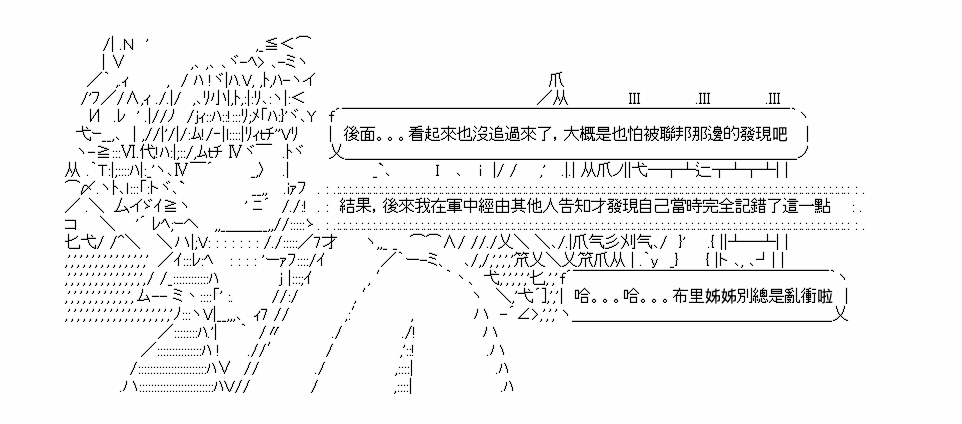 後面。。。看起來也沒追過來了，大概是也怕被聯邦那邊的發現吧
結果，後來我在軍中經由其他人告知才發現自己當時完全記錯了這一點
哈。。。哈。。。布里姊姊別總是亂衝啦